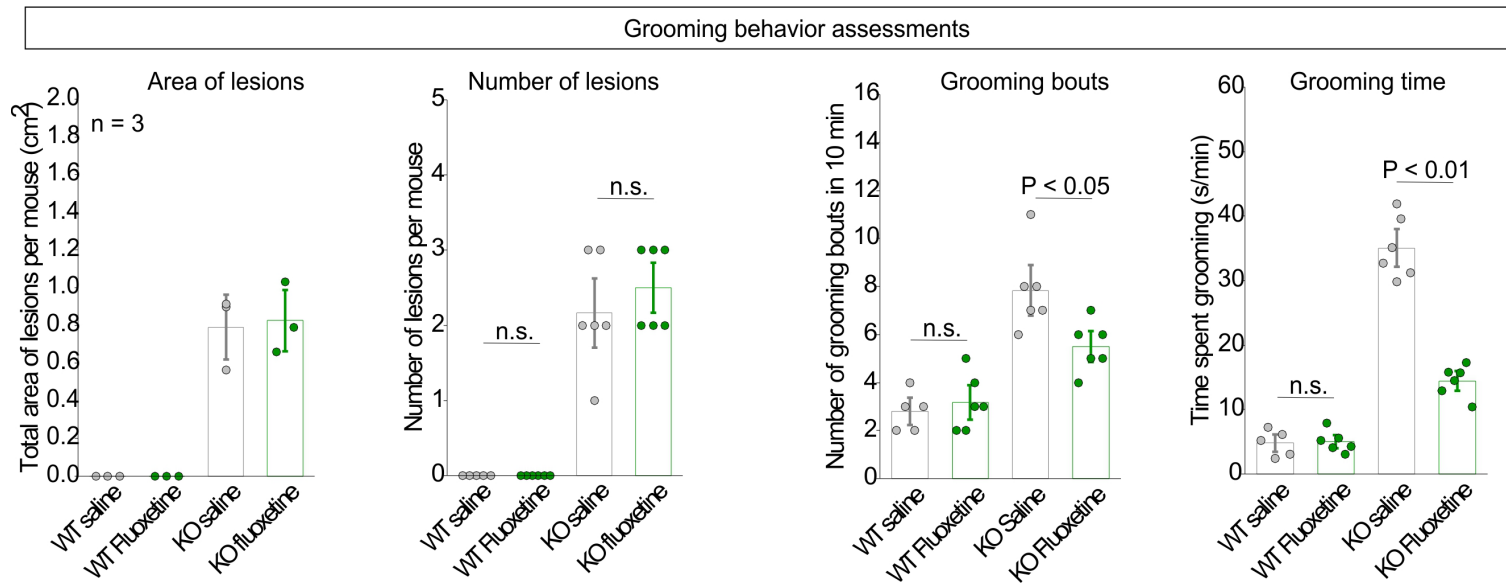 Grooming behavior assessments
Area of lesions
Total area of lesions per mouse (cm2)
2.0
1.8
1.6
1.4
1.2
1.0
0.8
0.6
0.4
0.2
0.0
n = 3
WT saline
WT Fluoxetine
KO saline
KO fluoxetine
Number of lesions
Number of lesions per mouse
5
4
3
2
1
0
n.s.
n.s.
WT saline
WT Fluoxetine
KO saline
KO fluoxetine
Grooming bouts
Number of grooming bouts in 10 min
16
14
12
10
8
6
4
2
0
n.s.
P < 0.05
WT saline
WT Fluoxetine
KO Saline
KO Fluoxetine
Grooming time
Time spent grooming (s/min)
60
50
40
30
20
10
0
n.s.
P < 0.01
WT saline
WT Fluoxetine
KO saline
KO Fluoxetine